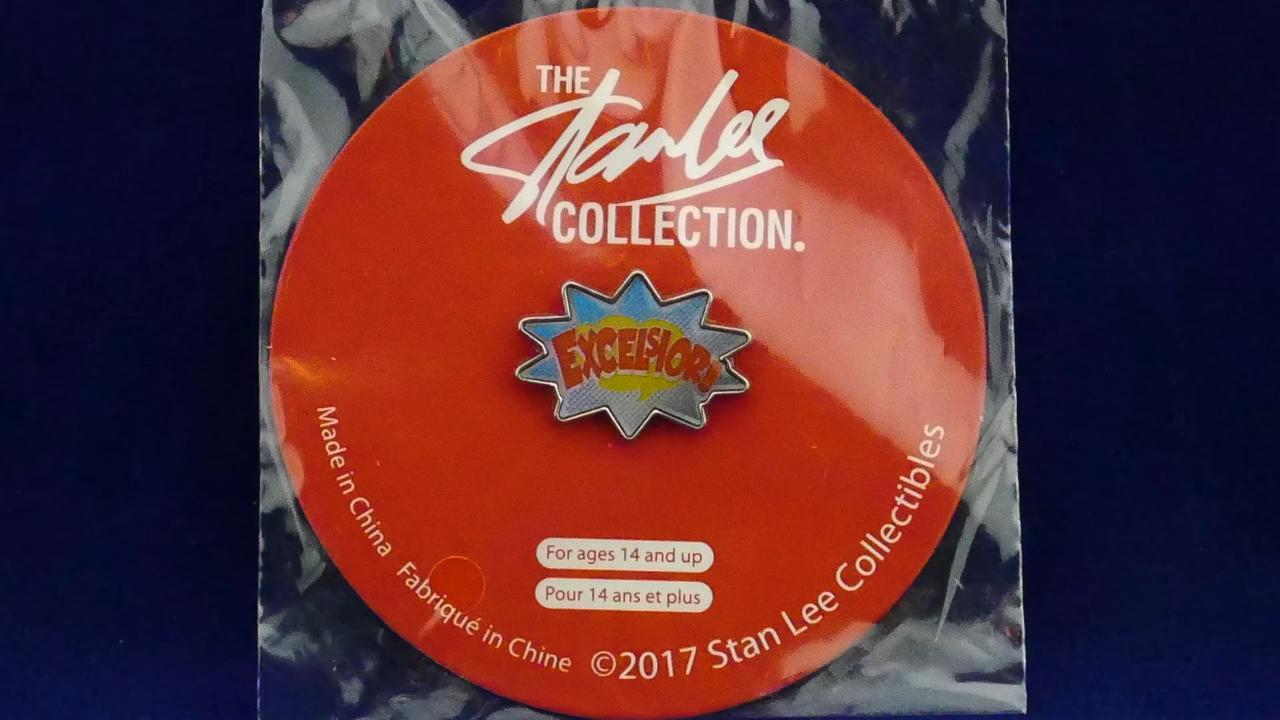 THE
Stan Lee
COLLECTION.
EXCELSIOR!
For ages 14 and up
Pour 14 ans et plus
Made in China Fabriqué in Chine ©2017 Stan Lee Collectibles